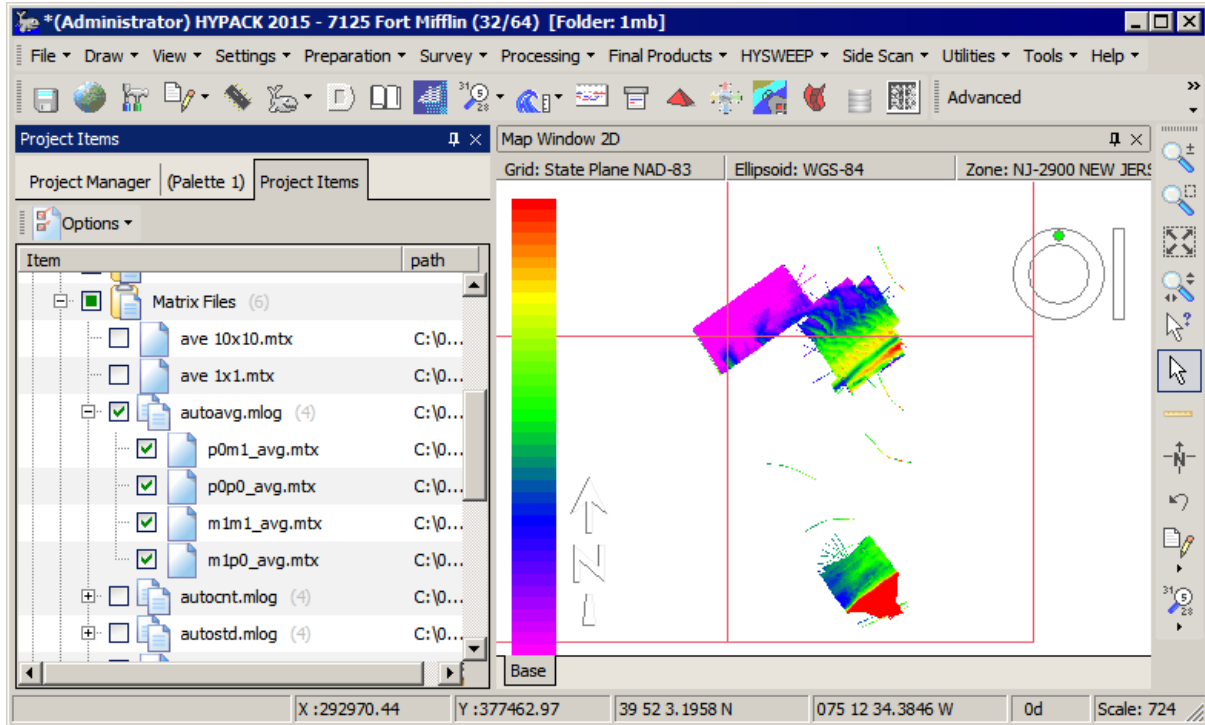 *(Administrator) HYPACK 2015 - 7125 Fort Mifflin (32/64) [Folder: 1mb]
File Draw View Settings Preparation Survey Processing Final Products HYSWEEP Side Scan Utilities Tools Help
Advanced
Project Items
Project Manager (Palette 1) Project Items
Options
Item path
Matrix Files (6)
ave 10x10.mtx C:\0...
ave 1x1.mtx C:\0...
autoavg.mlog (4) C:\0...
p0m1_avg.mtx C:\0...
p0p0_avg.mtx C:\0...
m1m1_avg.mtx C:\0...
m1p0_avg.mtx C:\0...
autocnt.mlog (4) C:\0...
autostd.mlog (4) C:\0...
Map Window 2D
Grid: State Plane NAD-83 Ellipsoid: WGS-84 Zone: NJ-2900 NEW JERS
N
Base
N
X :292970.44 Y :377462.97 39 52 3.1958 N 075 12 34.3846 W 0d Scale: 724